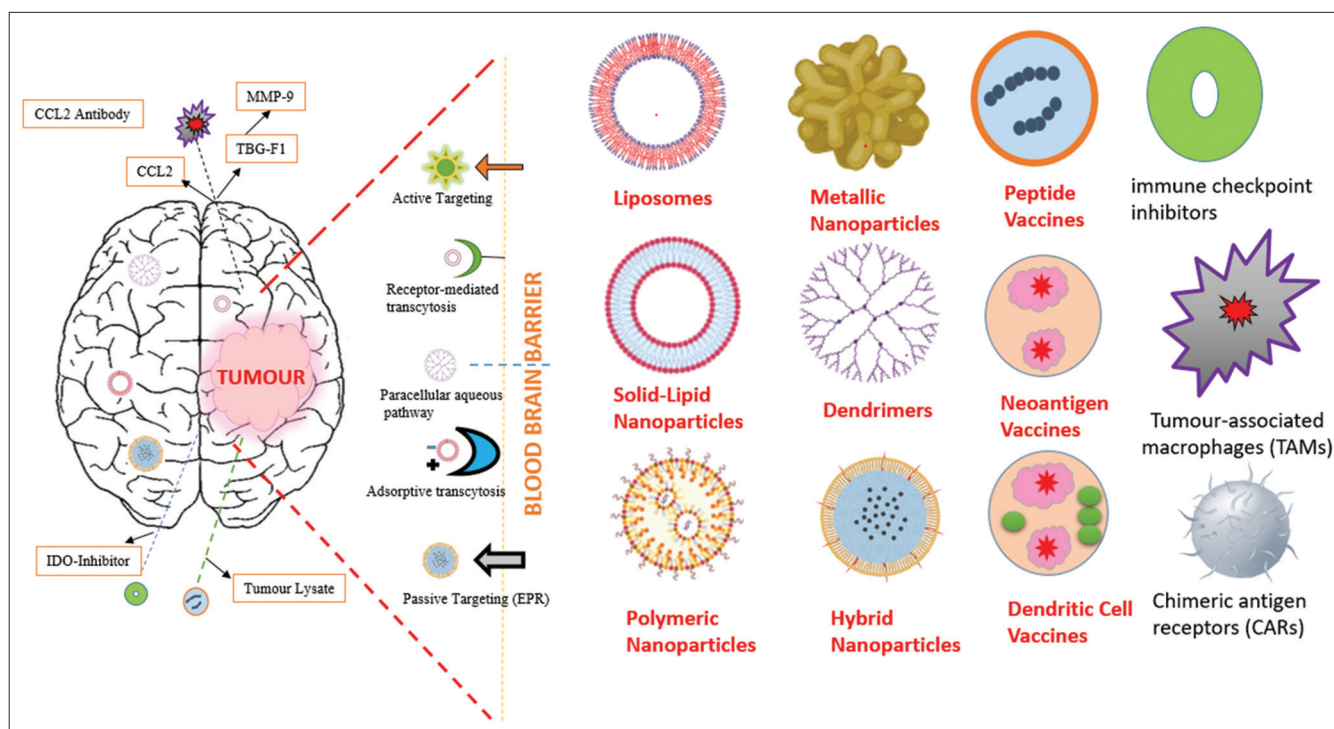 CCL2 Antibody
MMP-9
TBG-F1
CCL2
TUMOUR
IDO-Inhibitor
Tumour Lysate
Active Targeting
Receptor-mediated
transcytosis
Paracellular aqueous
pathway
Adsorptive transcytosis
Passive Targeting (EPR)
BLOOD BRAIN BARRIER
Liposomes
Metallic
Nanoparticles
Peptide
Vaccines
immune checkpoint
inhibitors
Solid-Lipid
Nanoparticles
Dendrimers
Neoantigen
Vaccines
Tumour-associated
macrophages (TAMs)
Polymeric
Nanoparticles
Hybrid
Nanoparticles
Dendritic Cell
Vaccines
Chimeric antigen
receptors (CARs)